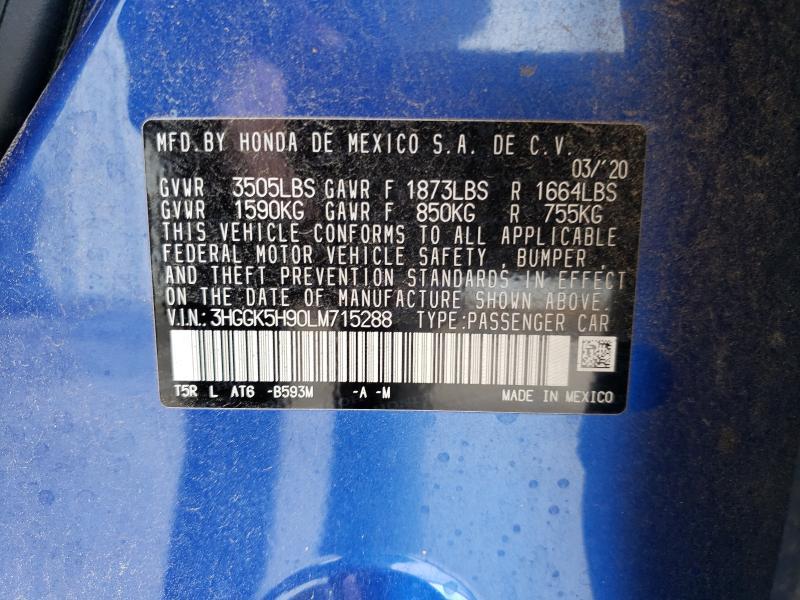 MFD. BY HONDA DE MEXICO S.A. DE C.V.
03/'20
GVWR 3505LBS GAWR F 1873LBS R 1664LBS
GVWR 1590KG GAWR F 850KG R 755KG
THIS VEHICLE CONFORMS TO ALL APPLICABLE
FEDERAL MOTOR VEHICLE SAFETY , BUMPER ,
AND THEFT PREVENTION STANDARDS IN EFFECT
ON THE DATE OF MANUFACTURE SHOWN ABOVE.
V.I.N.: 3HGGK5H90LM715288 TYPE:PASSENGER CAR
T5R L AT6 -B593M -A -M MADE IN MEXICO